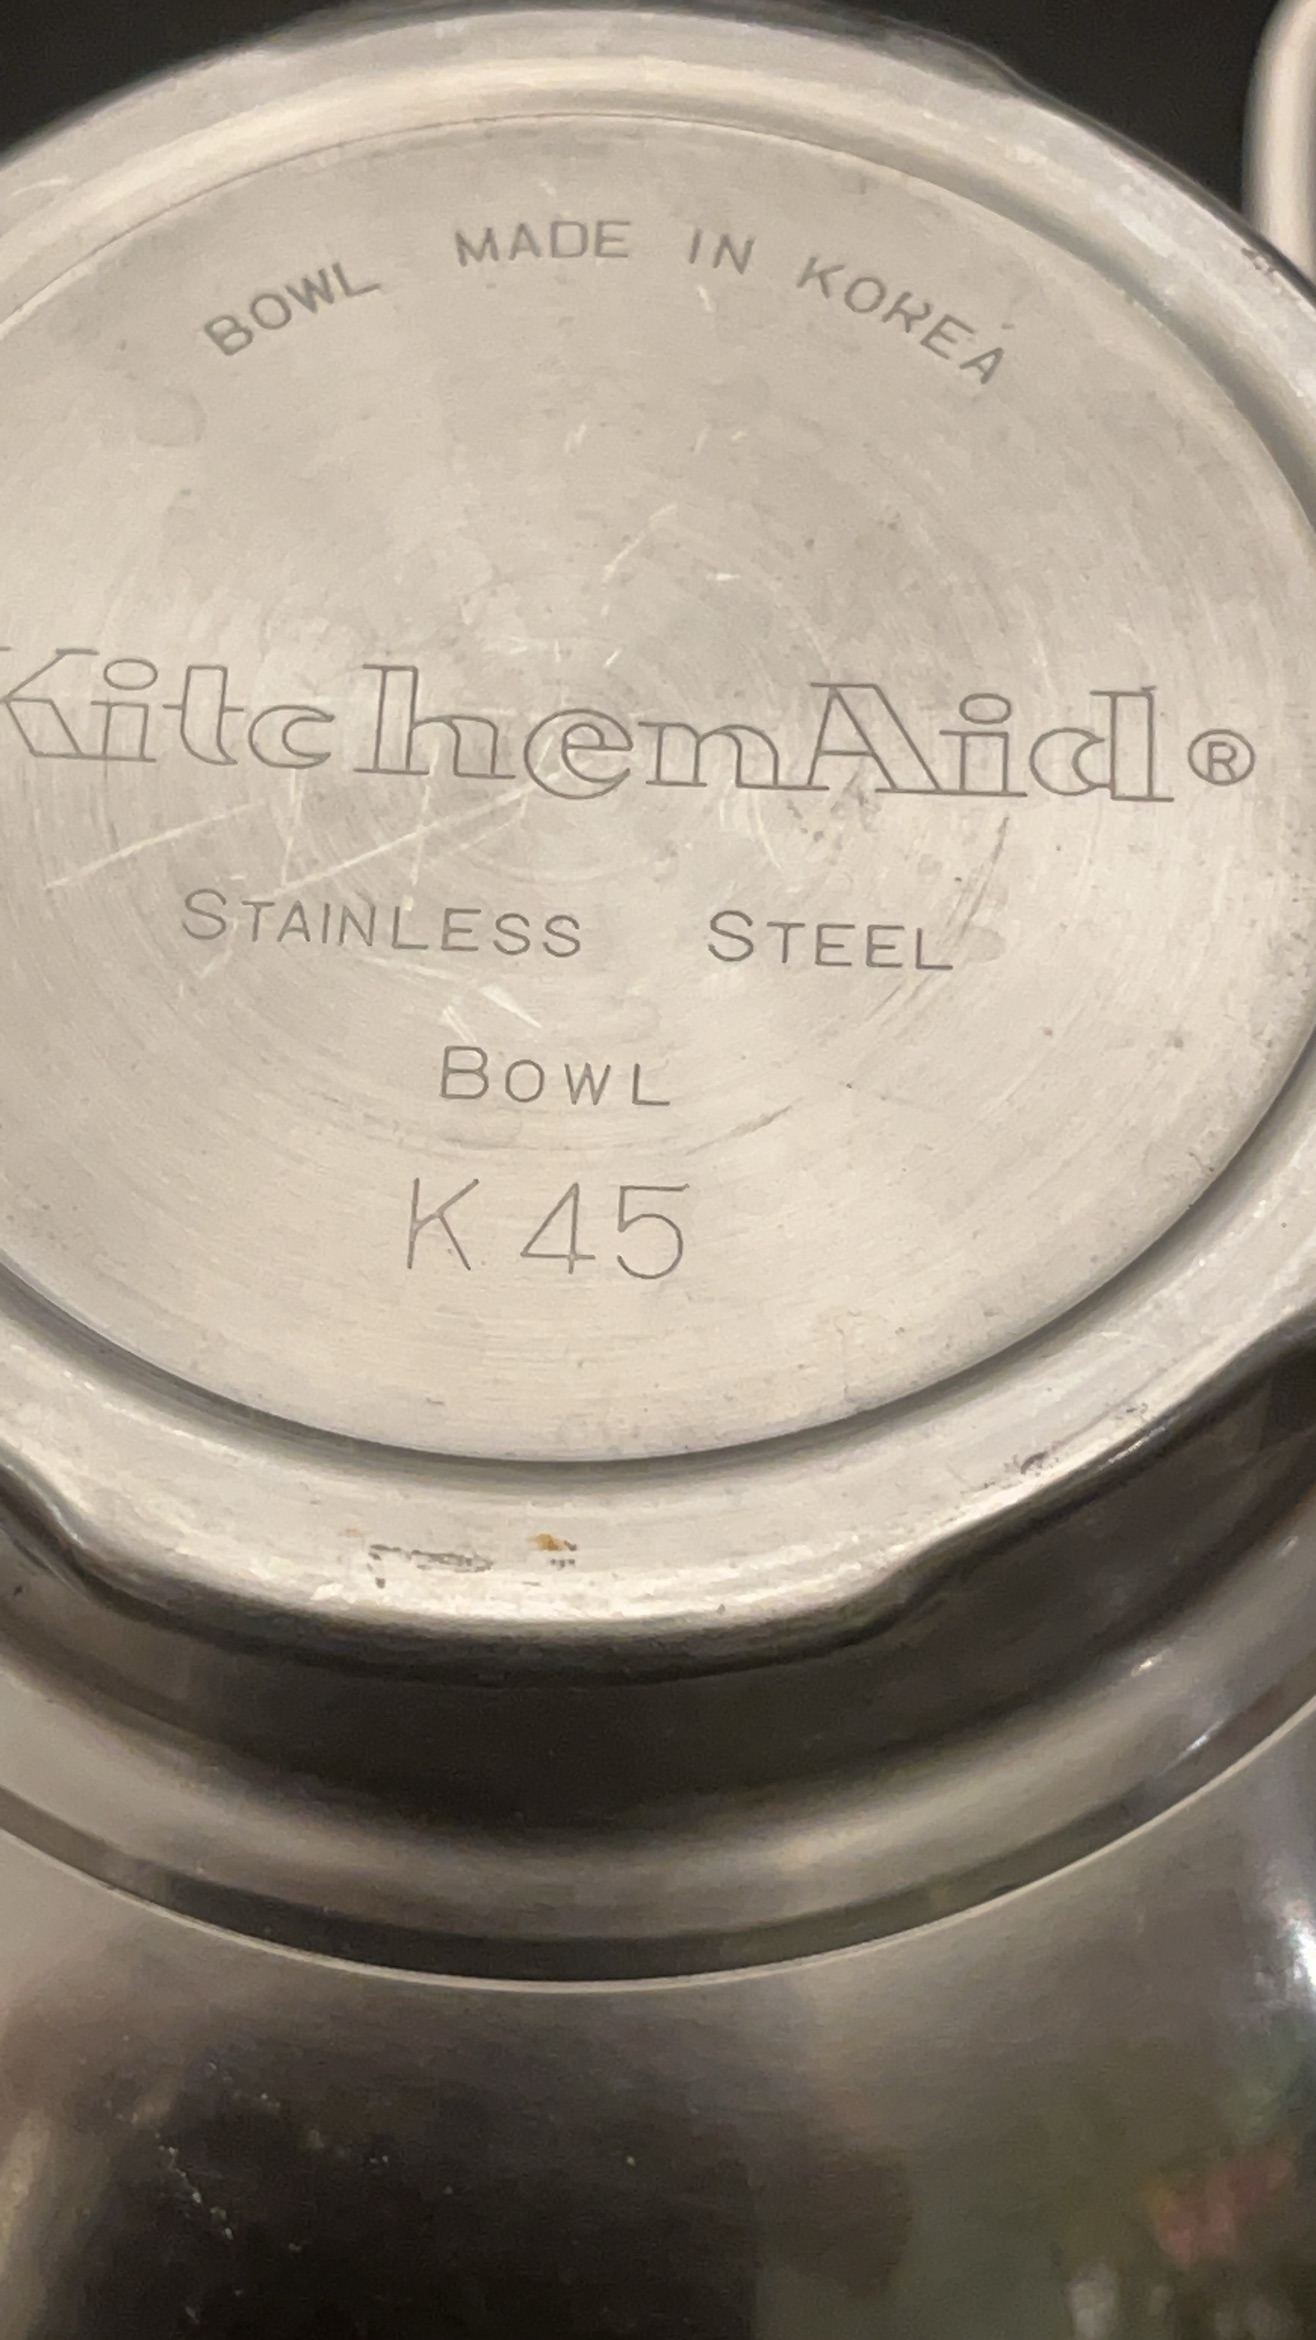 BOWL MADE IN KOREA
KitchenAid®
STAINLESS STEEL
BOWL
K45